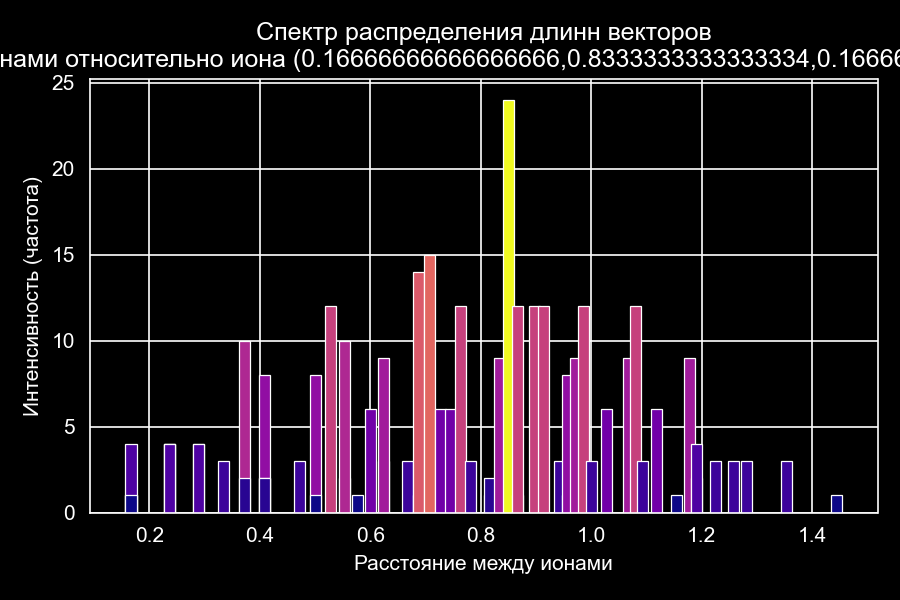 Спектр распределения длинн векторов
нами относительно иона (0.16666666666666666,0.8333333333333334,0.16666
Интенсивность (частота)
25
20
15
10
5
0
0.2 0.4 0.6 0.8 1.0 1.2 1.4
Расстояние между ионами